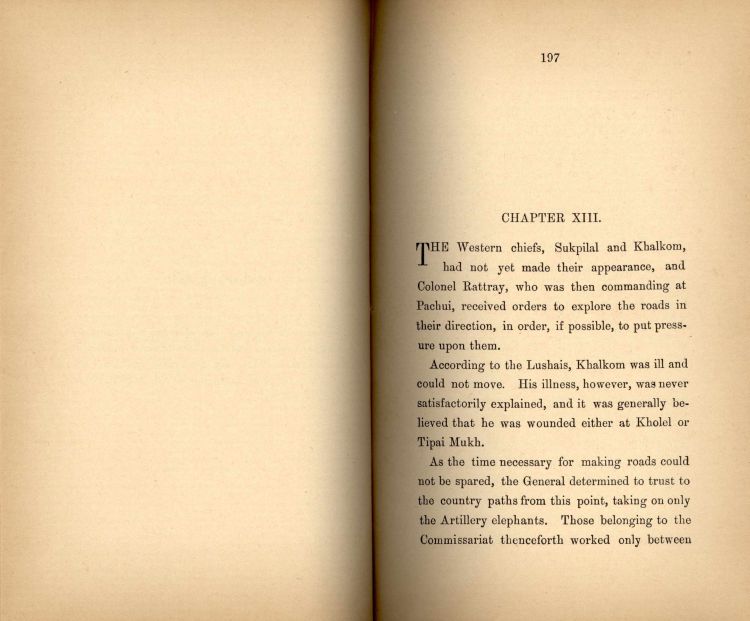 197
CHAPTER XIII.
THE Western chiefs, Sukpilal and Khalkom,
had not yet made their appearance, and
Colonel Rattray, who was then commanding at
Pachui, received orders to explore the roads in
their direction, in order, if possible, to put press-
ure upon them.
According to the Lushais, Khalkom was ill and
could not move. His illness, however, was never
satisfactorily explained, and it was generally be-
lieved that he was wounded either at Kholel or
Tipai Mukh.
As the time necessary for making roads could
not be spared, the General determined to trust to
the country paths from this point, taking on only
the Artillery elephants. Those belonging to the
Commissariat thenceforth worked only between